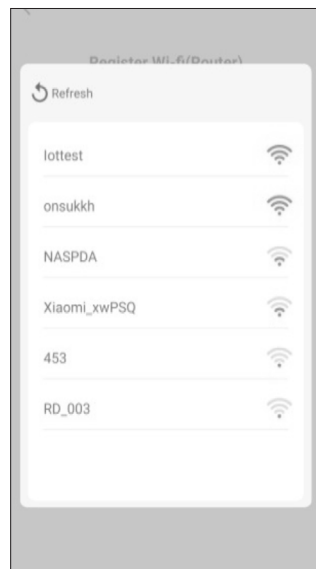 Register Wi-fi(Router)
Refresh
lottest
onsukkh
NASPDA
Xiaomi_xwPSQ
453
RD_003